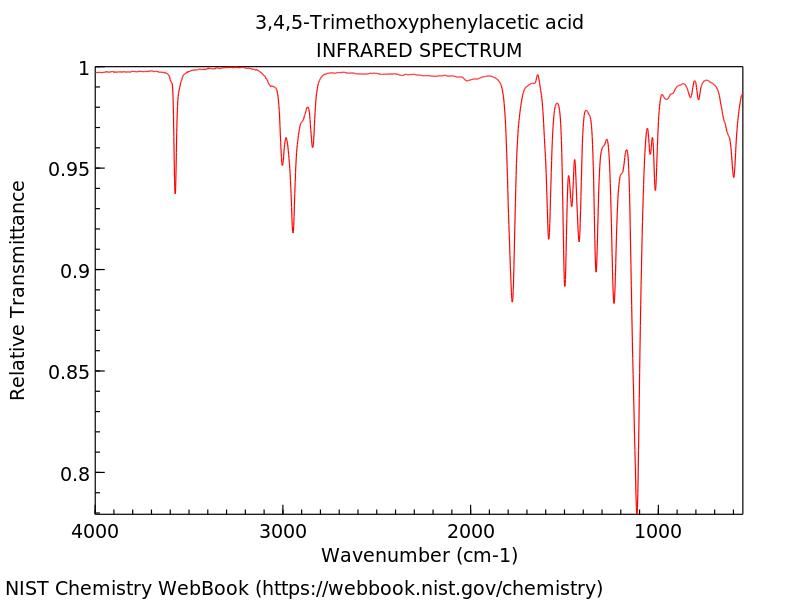 3,4,5-Trimethoxyphenylacetic acid
INFRARED SPECTRUM
1
0.95
0.9
0.85
0.8
Relative Transmittance
4000 3000 2000 1000
Wavenumber (cm-1)
NIST Chemistry WebBook (https://webbook.nist.gov/chemistry)